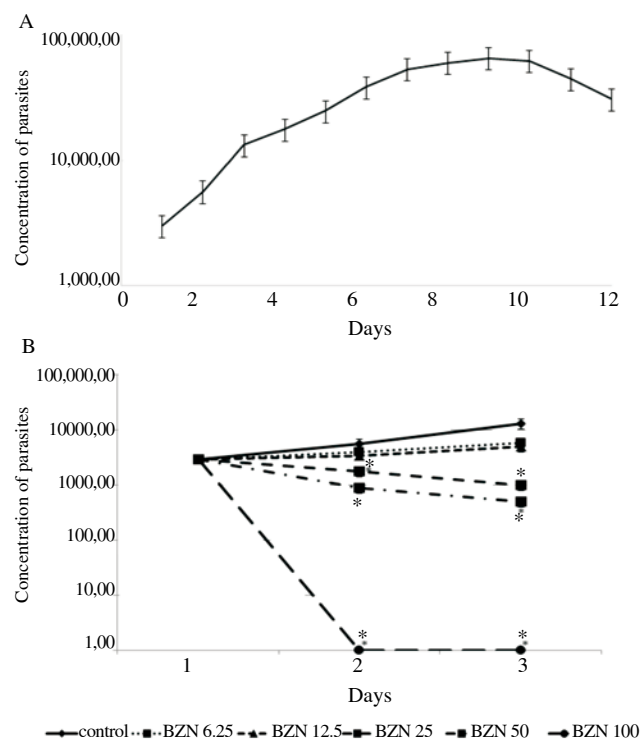 A
Concentration of parasites
100,000,00
10,000,00
1,000,00
0 2 4 6 8 10 12
Days
B
Concentration of parasites
100,000,00
10000,00
1000,00
100,00
10,00
1,00
* *
* *
* *
1 2 3
Days
control BZN 6.25 BZN 12.5 BZN 25 BZN 50 BZN 100